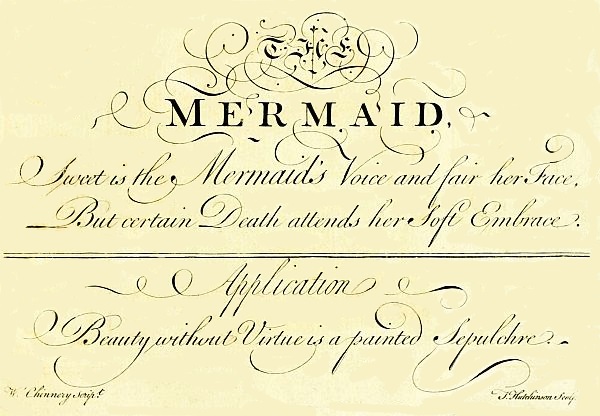 THE
MERMAID.
Sweet is the Mermaid's Voice and fair her Face.
But certain Death attends her Soft Embrace.
Application
Beauty without Virtue is a painted Sepulchre.
W. Chinnery Scrip.t
J. Hutchinson Sculp.